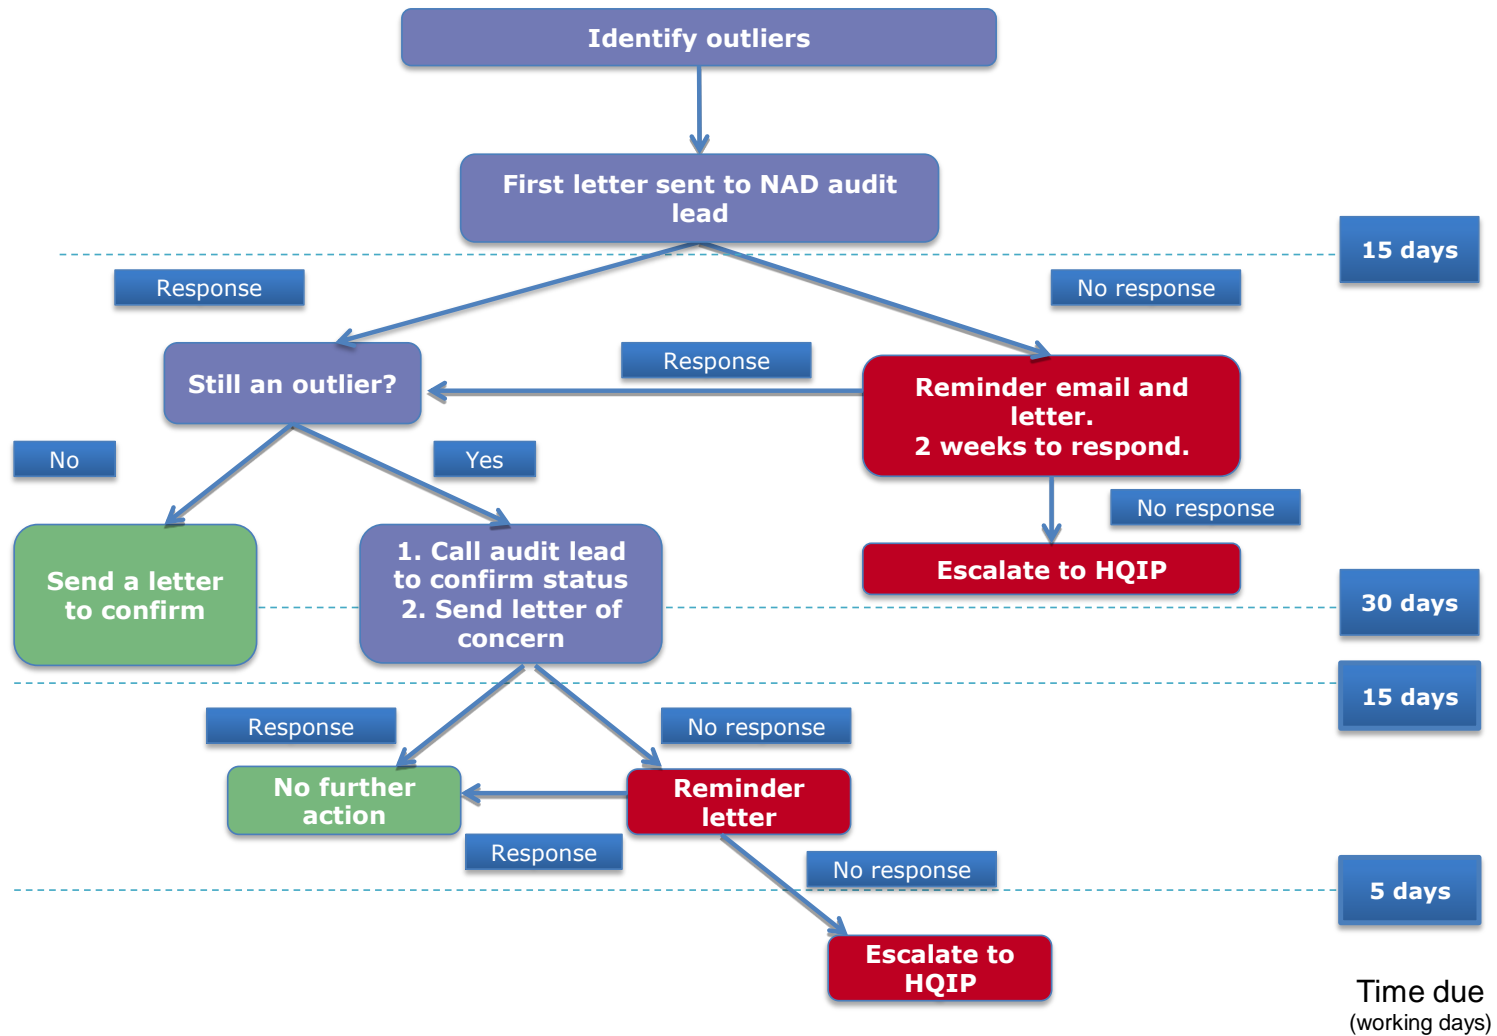 Identify outliers
First letter sent to NAD audit
lead
15 days
Response
No response
Response
Still an outlier?
Reminder email and
letter.
2 weeks to respond.
No
Yes
No response
Send a letter
to confirm
1. Call audit lead
to confirm status
2. Send letter of
concern
Escalate to HQIP
30 days
15 days
Response
No response
No further
action
Reminder
letter
Response
No response
5 days
Escalate to
HQIP
Time due
(working days)